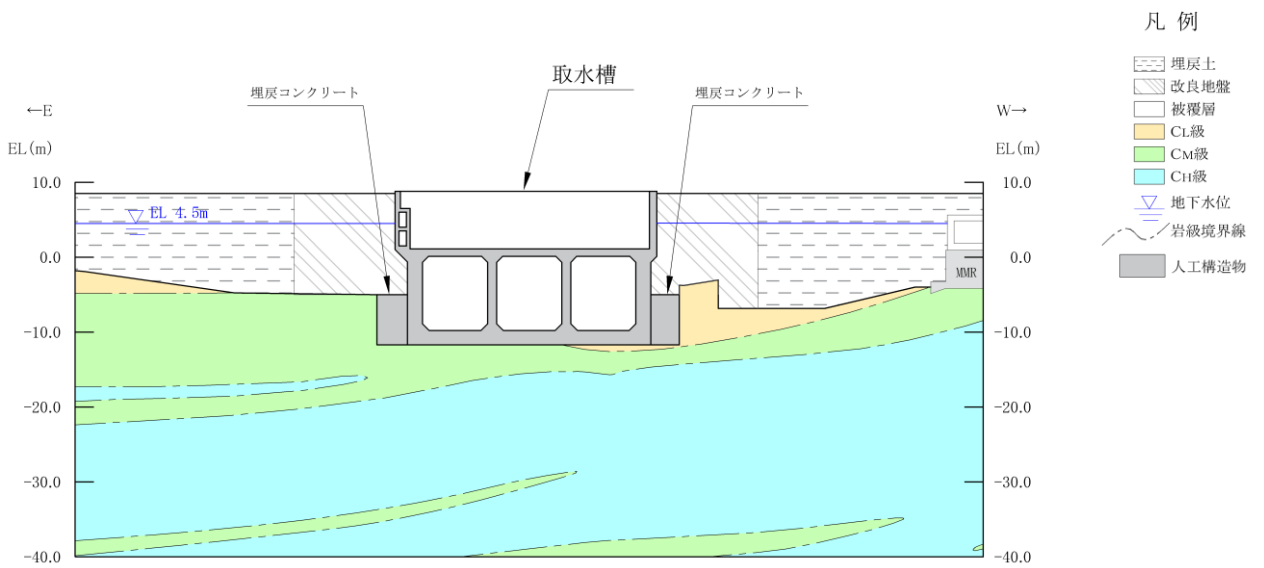 凡 例
埋戻土
改良地盤
被覆層
CL級
CM級
CH級
地下水位
岩級境界線
人工構造物
取水槽
埋戻コンクリート
埋戻コンクリート
←E
W→
EL(m)
EL(m)
10.0
10.0
EL 4.5m
0.0
0.0
MMR
-10.0
-10.0
-20.0
-20.0
-30.0
-30.0
-40.0
-40.0